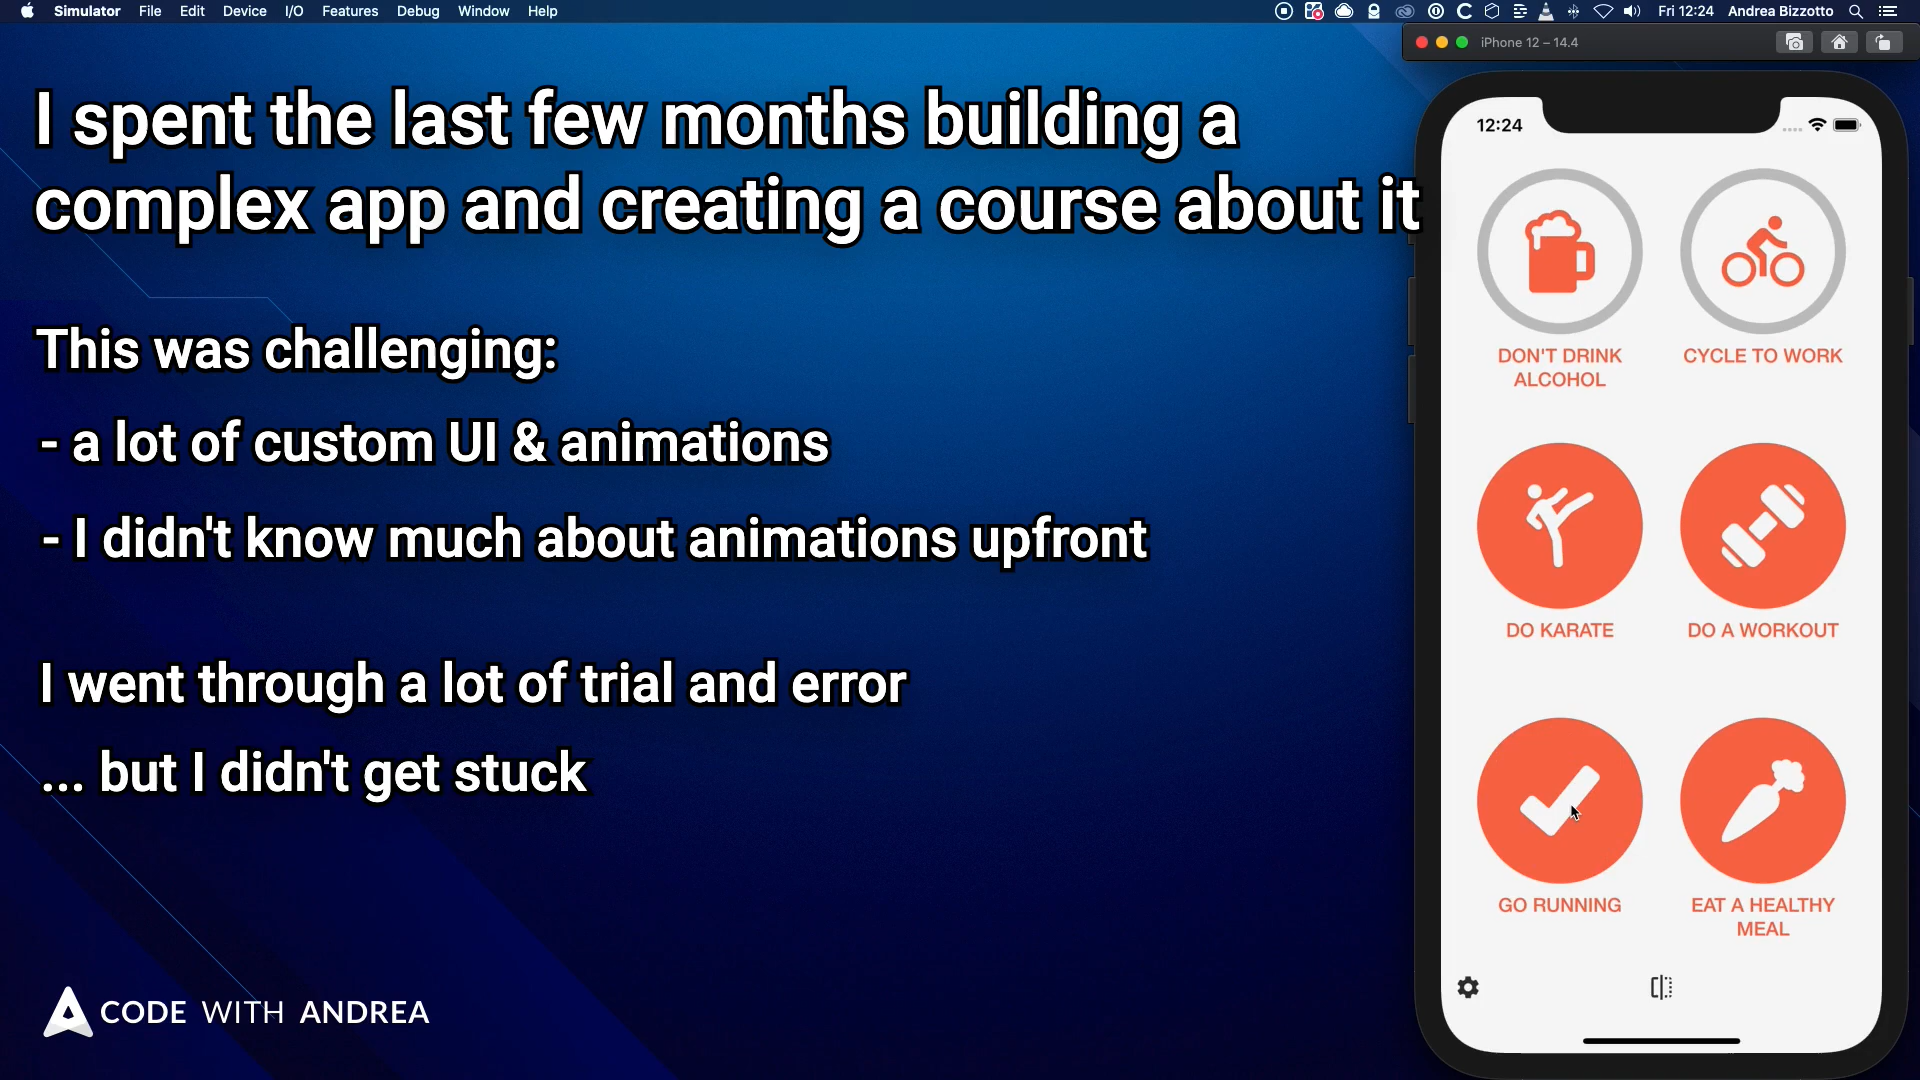 Simulator File Edit View Device I/O Features Debug Window Help
Fri 12:24 Andrea Bizzotto
iPhone 12 – 14.4
I spent the last few months building a
complex app and creating a course about it
This was challenging:
- a lot of custom UI & animations
- I didn't know much about animations upfront
I went through a lot of trial and error
... but I didn't get stuck
CODE WITH ANDREA
12:24
DON'T DRINK
ALCOHOL
CYCLE TO WORK
DO KARATE
DO A WORKOUT
GO RUNNING
EAT A HEALTHY
MEAL